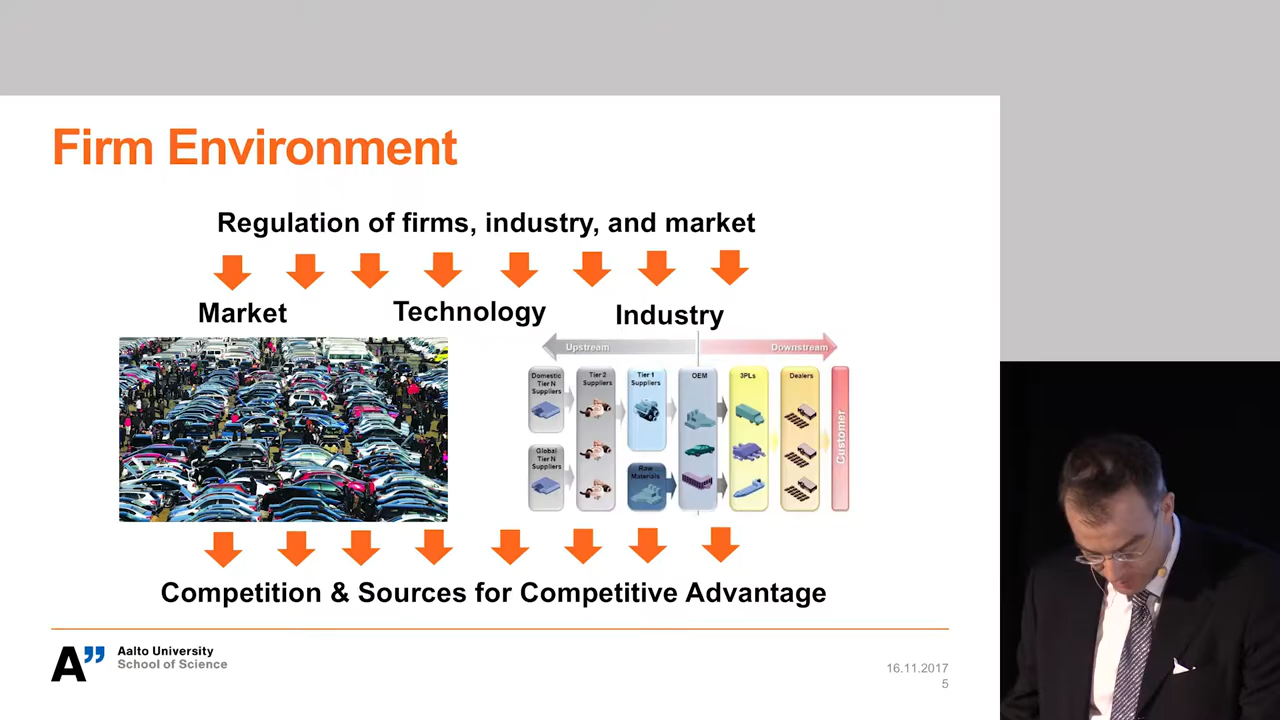 Firm Environment
Regulation of firms, industry, and market
Market
Technology
Industry
Upstream
Downstream
Domestic
Tier N
Suppliers
Tier 2
Suppliers
Tier 1
Suppliers
OEM
3PLs
Dealers
Customer
Global
Tier N
Suppliers
Raw
Materials
Competition & Sources for Competitive Advantage
A”
Aalto University
School of Science
16.11.2017
5